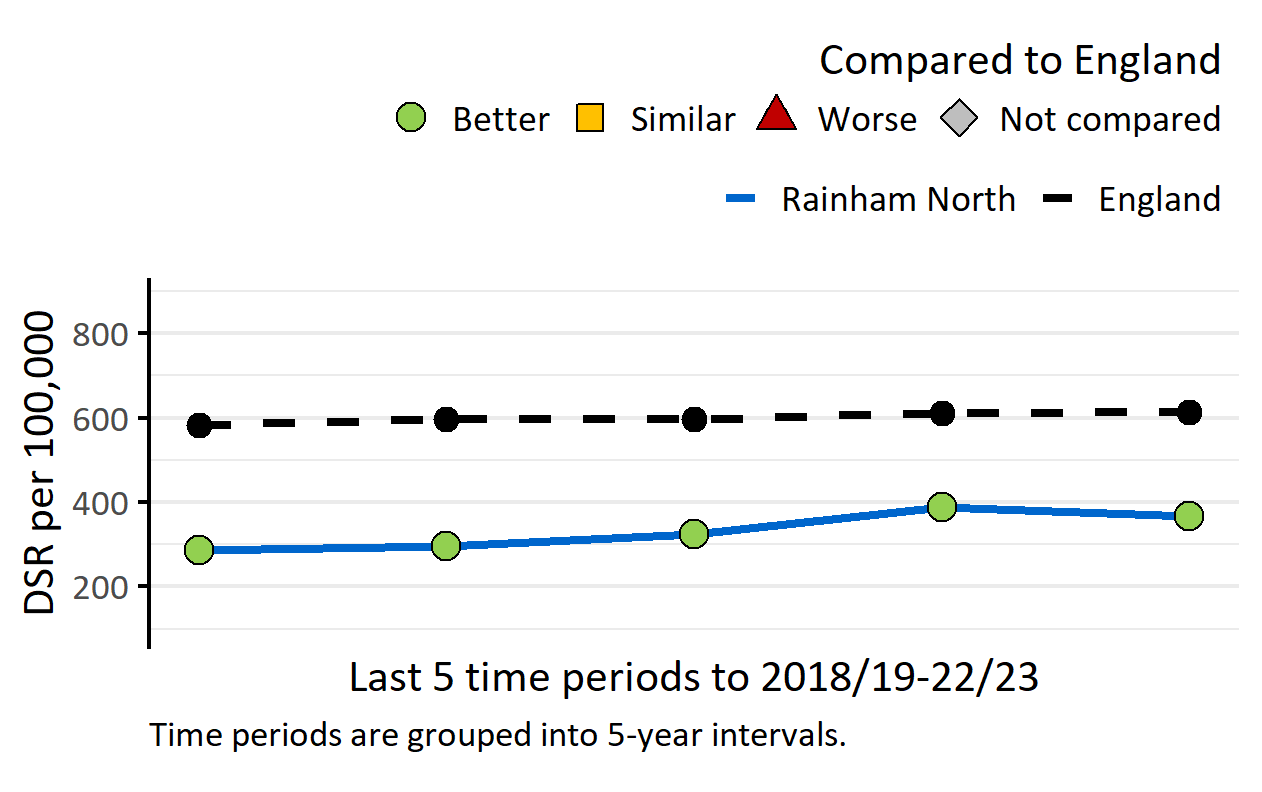 Compared to England
Better Similar Worse Not compared
Rainham North England
DSR per 100,000
800
600
400
200
Last 5 time periods to 2018/19-22/23
Time periods are grouped into 5-year intervals.